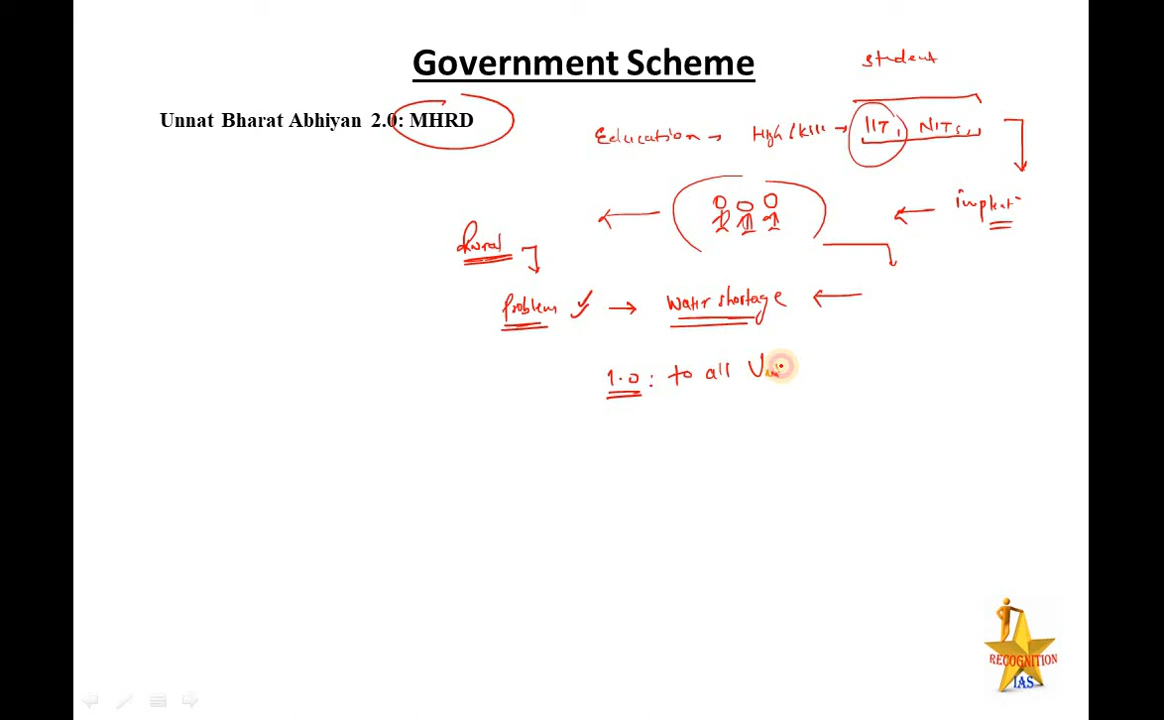 Government Scheme
student
Unnat Bharat Abhiyan 2.0: MHRD
Education → High/skill → IIT, NITs,
Rural
Problem ✓ → Water shortage
1.0 : to all
RECOGNITION
IAS